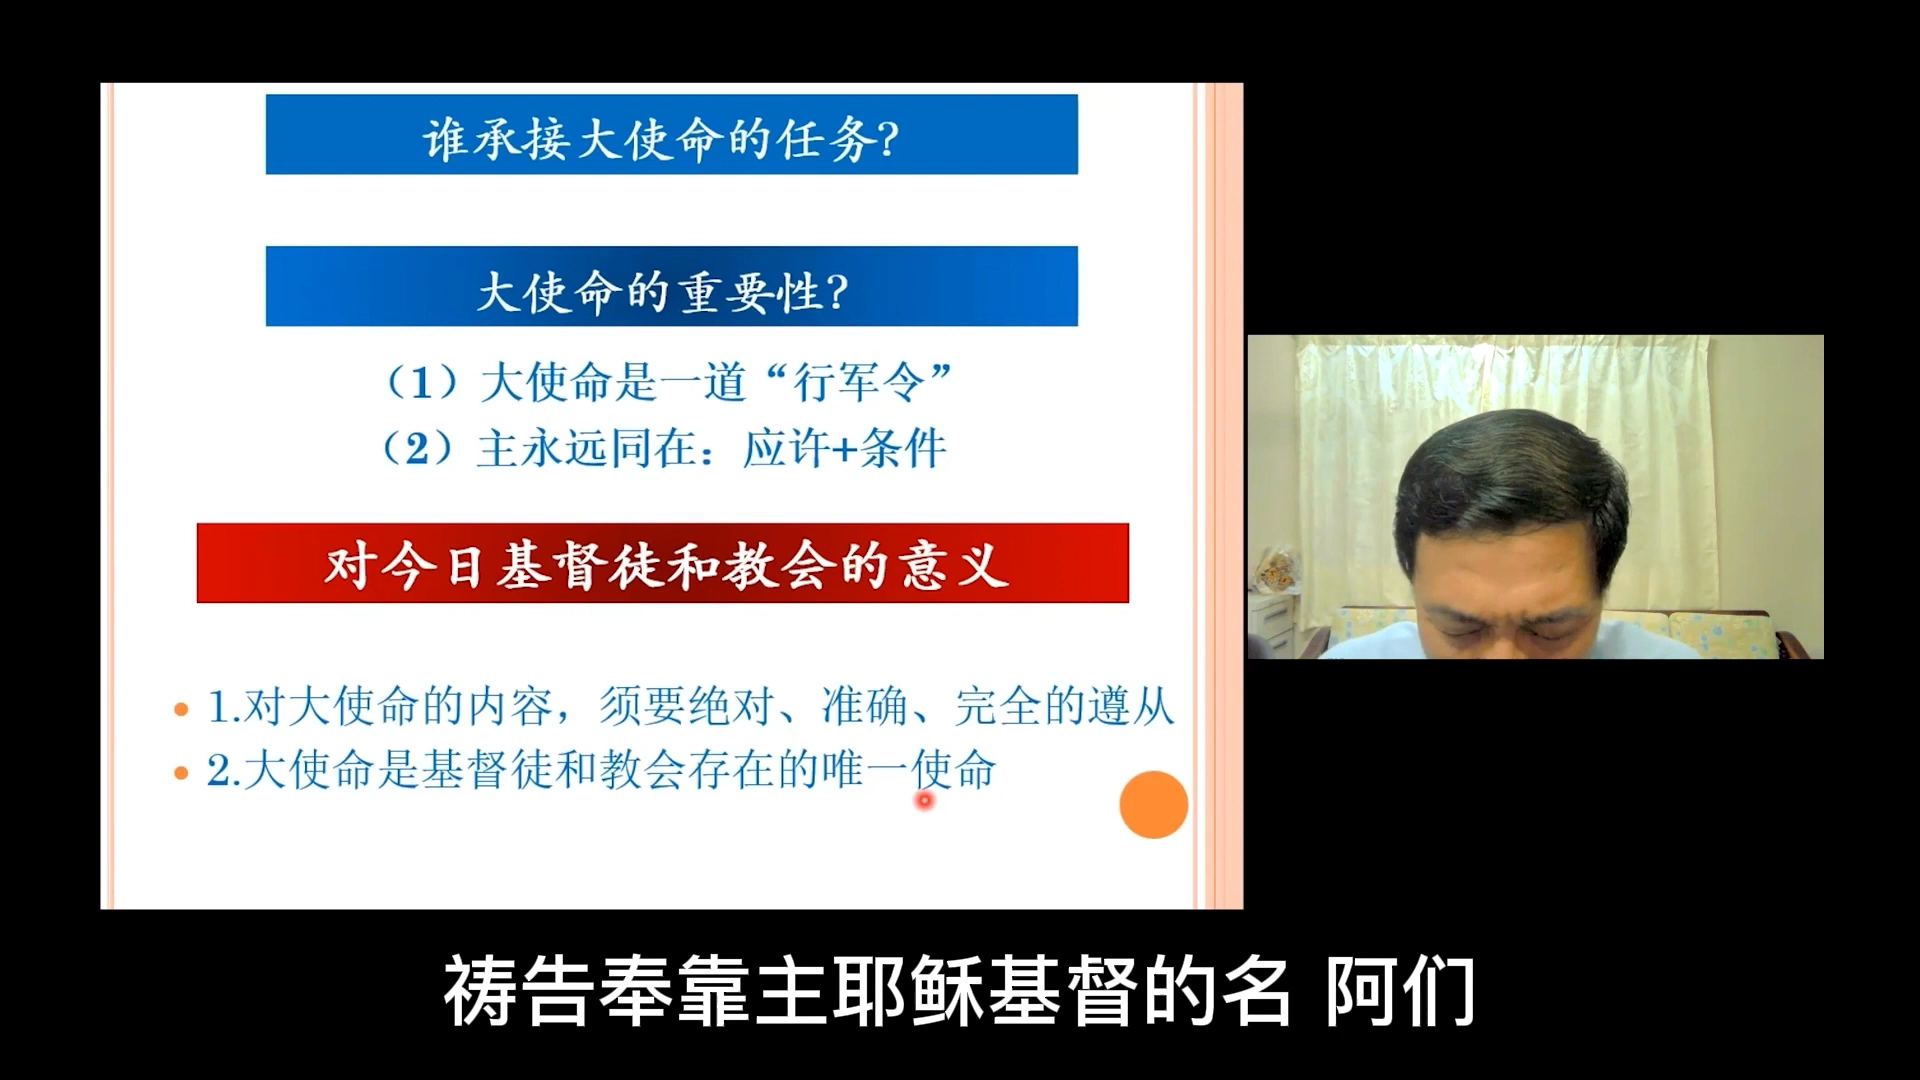 谁承接大使命的任务?
大使命的重要性?
（1）大使命是一道“行军令”
（2）主永远同在：应许+条件
对今日基督徒和教会的意义
• 1.对大使命的内容，须要绝对、准确、完全的遵从
• 2.大使命是基督徒和教会存在的唯一使命
祷告奉靠主耶稣基督的名 阿们